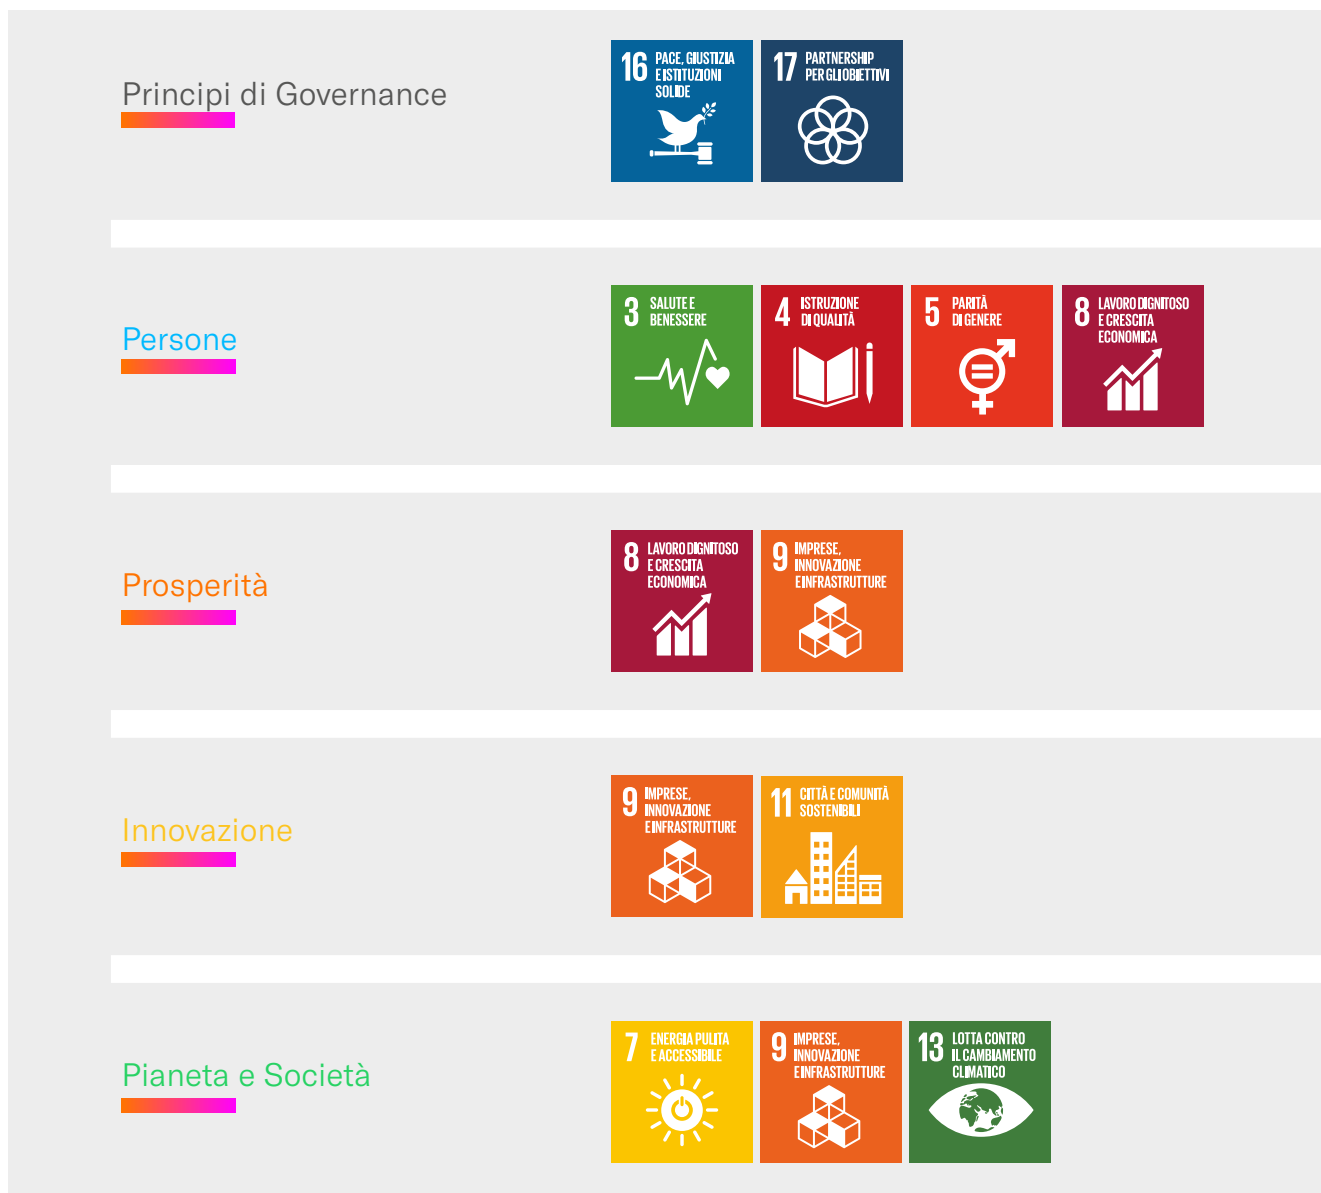 Principi di Governance
16 PACE, GIUSTIZIA
E ISTITUZIONI
SOLIDE
17 PARTNERSHIP
PER GLI OBIETTIVI
Persone
3 SALUTE E
BENESSERE
4 ISTRUZIONE
DI QUALITÀ
5 PARITÀ
DI GENERE
8 LAVORO DIGNITOSO
E CRESCITA
ECONOMICA
Prosperità
8 LAVORO DIGNITOSO
E CRESCITA
ECONOMICA
9 IMPRESE,
INNOVAZIONE
E INFRASTRUTTURE
Innovazione
9 IMPRESE,
INNOVAZIONE
E INFRASTRUTTURE
11 CITTÀ E COMUNITÀ
SOSTENIBILI
Pianeta e Società
7 ENERGIA PULITA
E ACCESSIBILE
9 IMPRESE,
INNOVAZIONE
E INFRASTRUTTURE
13 LOTTA CONTRO
IL CAMBIAMENTO
CLIMATICO